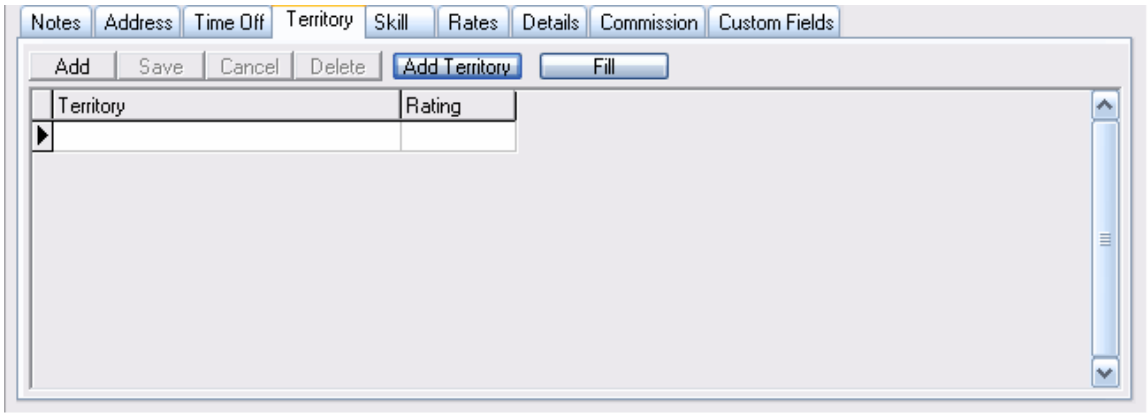 Notes Address Time Off Territory Skill Rates Details Commission Custom Fields
Add Save Cancel Delete Add Territory Fill
Territory Rating